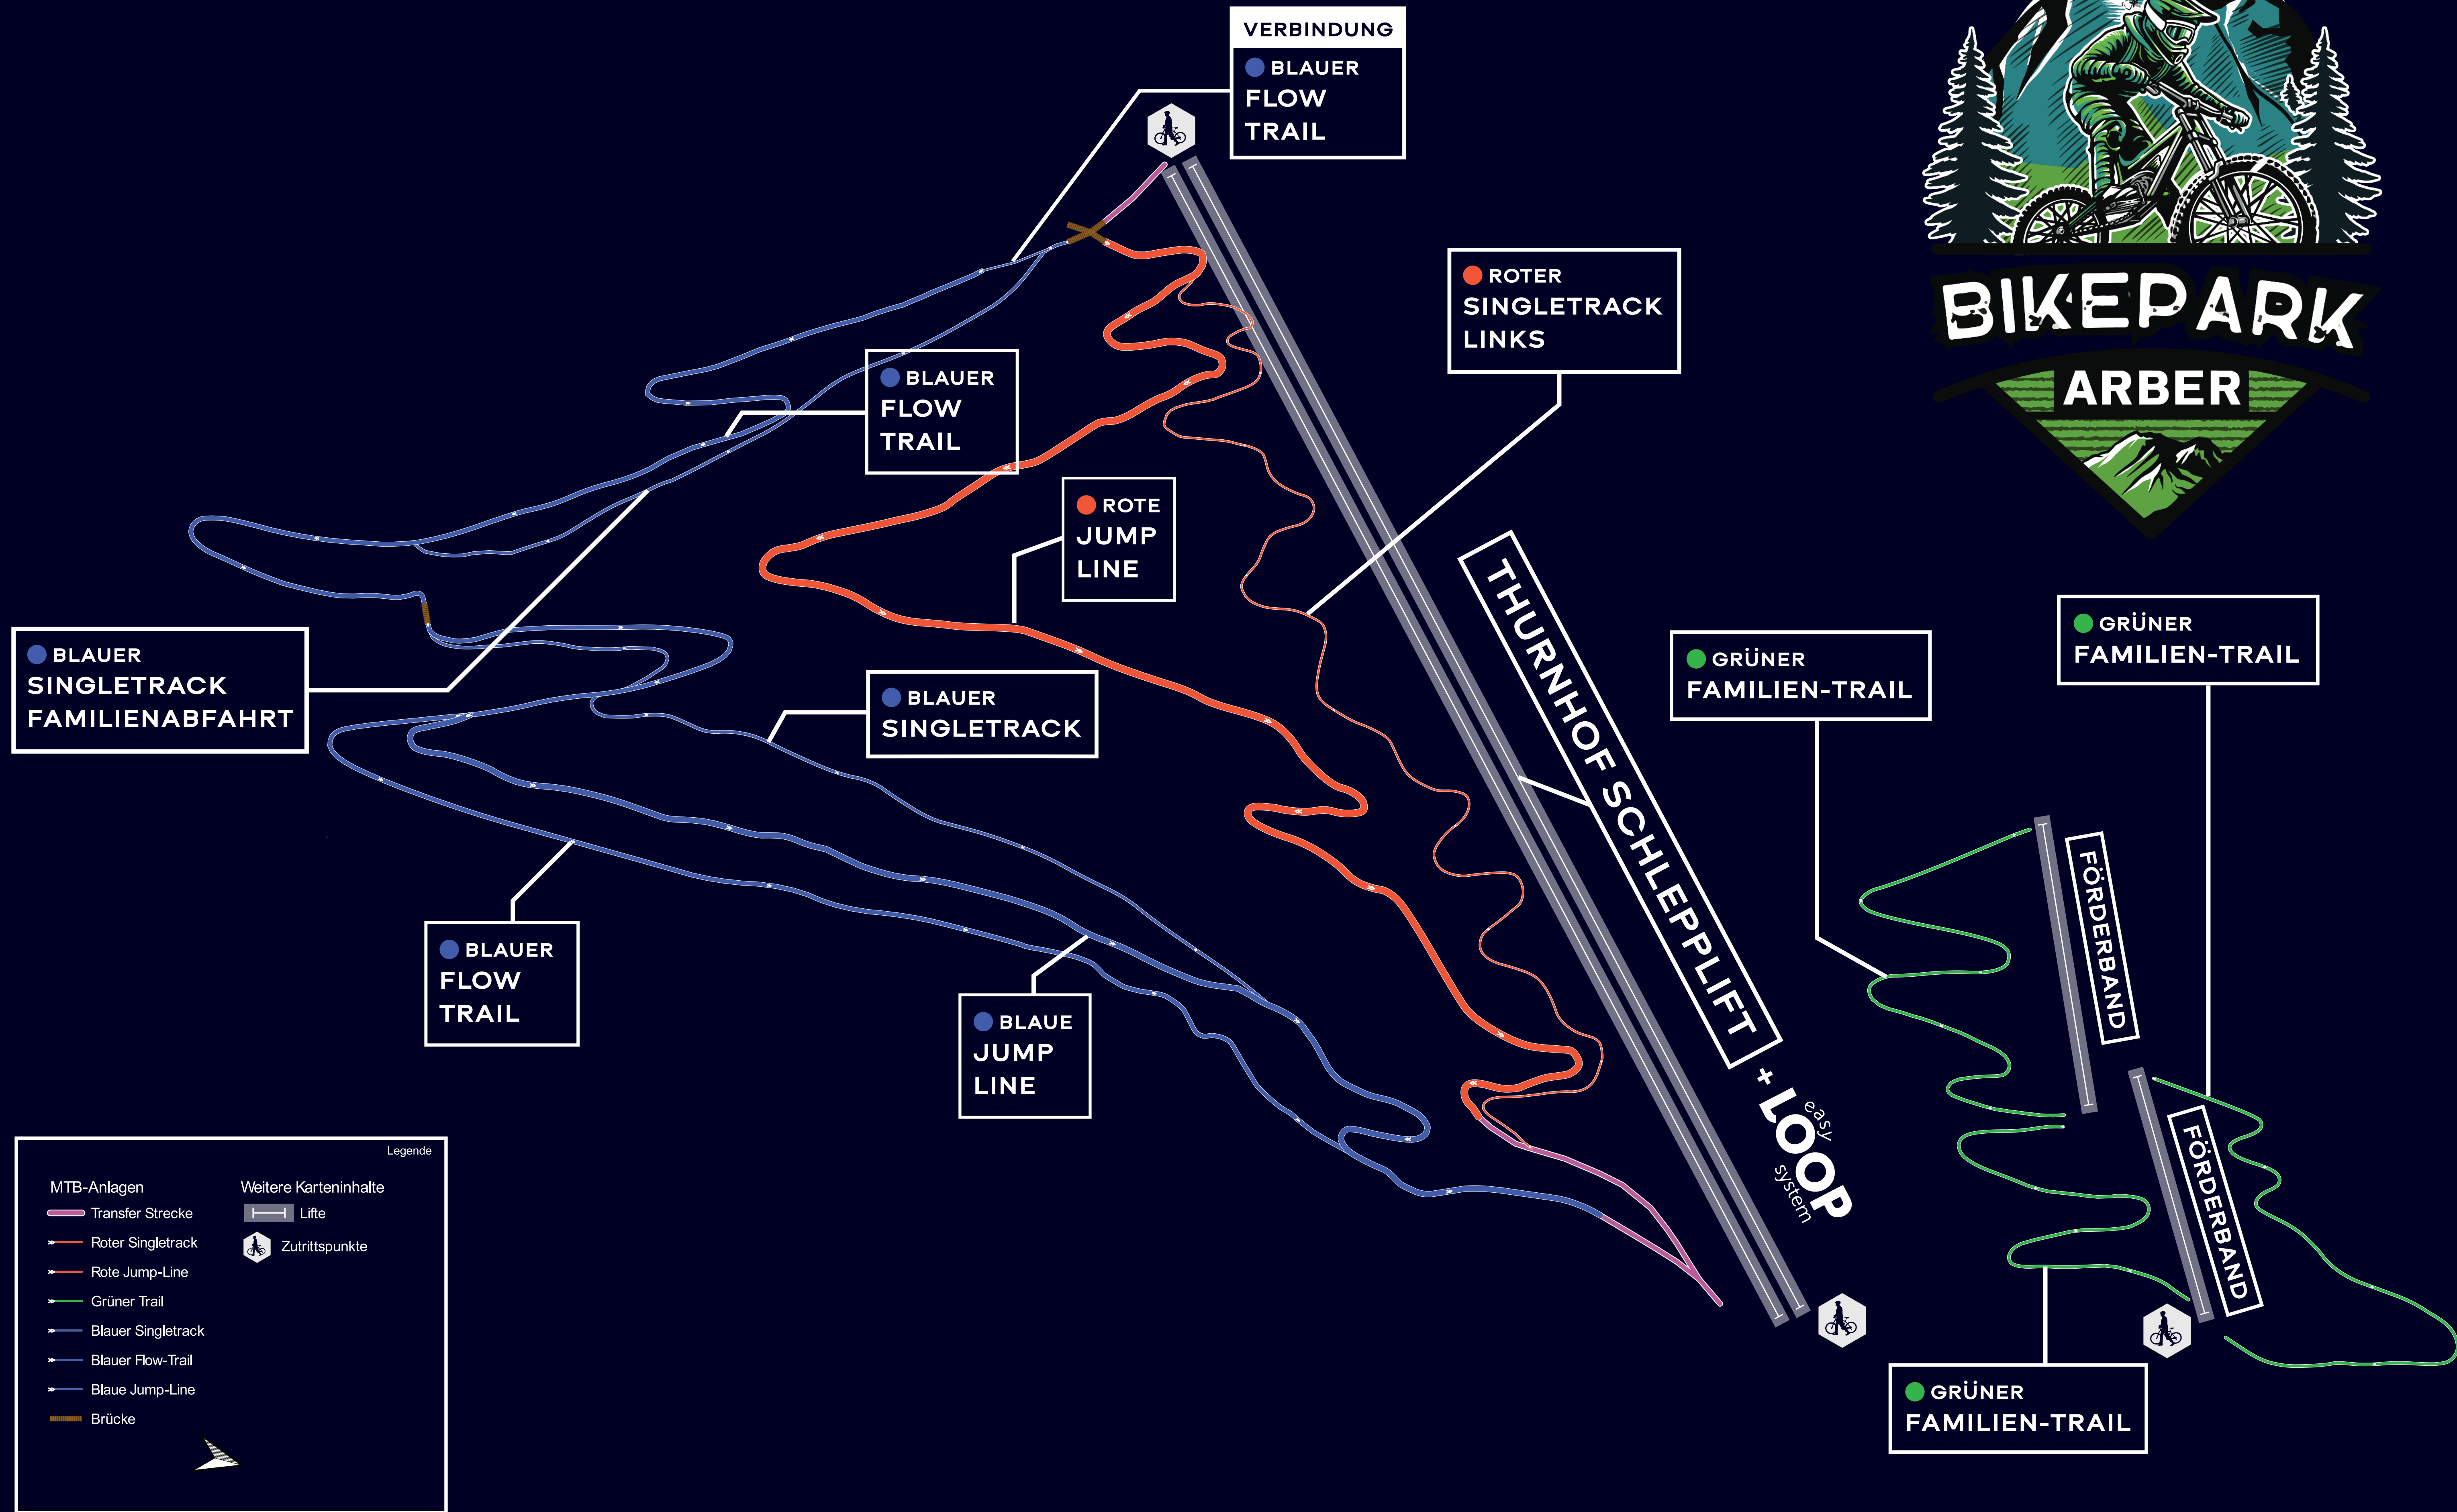 VERBINDUNG
BLAUER
FLOW
TRAIL
BIKEPARK
ARBER
ROTER
SINGLETRACK
LINKS
BLAUER
FLOW
TRAIL
ROTE
JUMP
LINE
BLAUER
SINGLETRACK
FAMILIENABFAHRT
BLAUER
SINGLETRACK
THURNHOF SCHLEPPLIFT
+
easy
LOOP
system
GRÜNER
FAMILIEN-TRAIL
GRÜNER
FAMILIEN-TRAIL
FÖRDERBAND
FÖRDERBAND
BLAUER
FLOW
TRAIL
BLAUE
JUMP
LINE
GRÜNER
FAMILIEN-TRAIL
Legende
MTB-Anlagen
Transfer Strecke
Roter Singletrack
Rote Jump-Line
Grüner Trail
Blauer Singletrack
Blauer Flow-Trail
Blaue Jump-Line
Brücke
Weitere Karteninhalte
Lifte
Zutrittspunkte